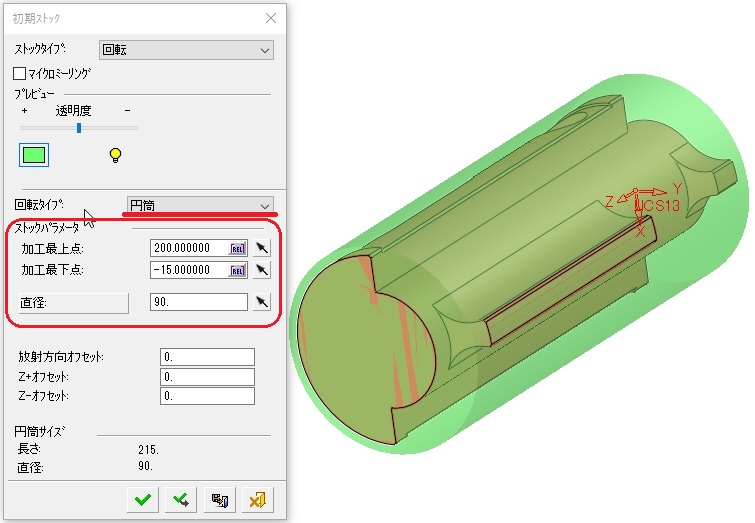 初期ストック
ストックタイプ: 回転
マイクロミーリング
プレビュー
+ 透明度 -
回転タイプ: 円筒
ストックパラメータ
加工最上点: 200.000000 REL
加工最下点: -15.000000 REL
直径: 90.
放射方向オフセット: 0.
Z+オフセット: 0.
Z-オフセット: 0.
円筒サイズ
長さ: 215.
直径: 90.
Z Y
UCS13
X